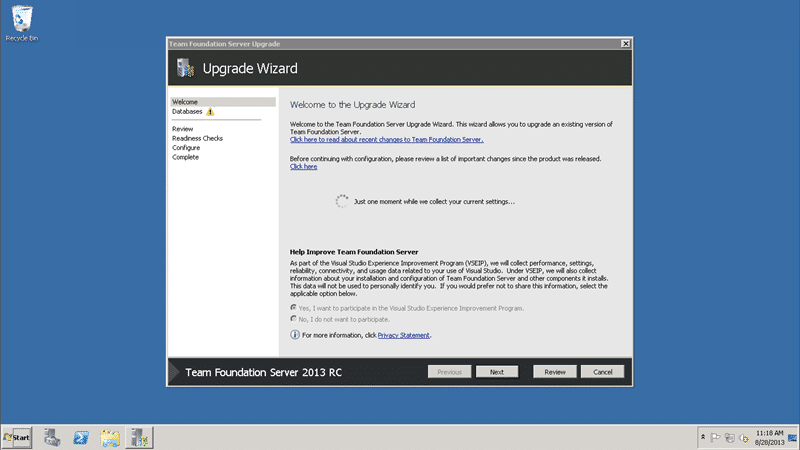 Recycle Bin
Team Foundation Server Upgrade
Upgrade Wizard
Welcome
Databases
Review
Readiness Checks
Configure
Complete
Welcome to the Upgrade Wizard
Welcome to the Team Foundation Server Upgrade Wizard. This wizard allows you to upgrade an existing version of
Team Foundation Server.
Click here to read about recent changes to Team Foundation Server.
Before continuing with configuration, please review a list of important changes since the product was released.
Click here
Just one moment while we collect your current settings...
Help Improve Team Foundation Server
As part of the Visual Studio Experience Improvement Program (VSEIP), we will collect performance, settings,
reliability, connectivity, and usage data related to your use of Visual Studio. Under VSEIP, we will also collect
information about your installation and configuration of Team Foundation Server and other components it installs.
This data will not be used to personally identify you. If you would prefer not to share this information, select the
applicable option below.
Yes, I want to participate in the Visual Studio Experience Improvement Program.
No, I do not want to participate.
For more information, click Privacy Statement.
Team Foundation Server 2013 RC
Previous
Next
Review
Cancel
Start
11:18 AM
8/28/2013